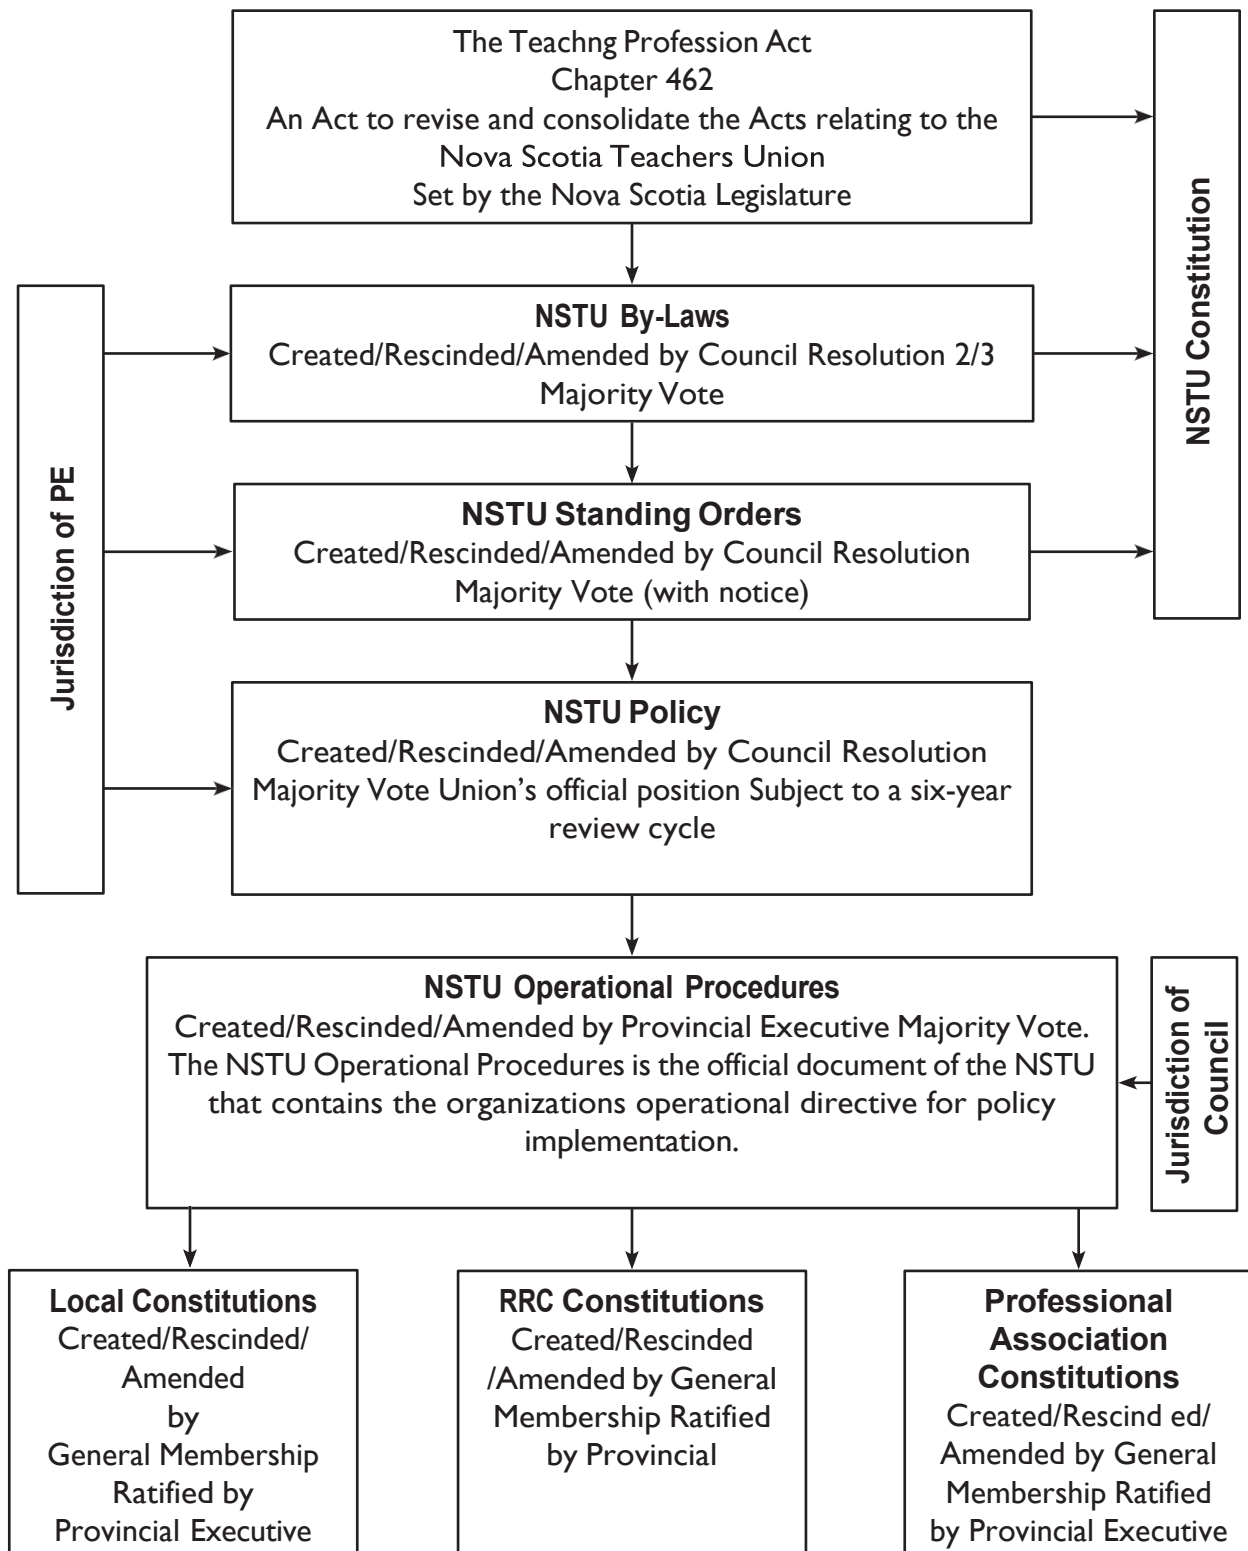 The Teachng Profession Act
Chapter 462
An Act to revise and consolidate the Acts relating to the
Nova Scotia Teachers Union
Set by the Nova Scotia Legislature
NSTU Constitution
Jurisdiction of PE
NSTU By-Laws
Created/Rescinded/Amended by Council Resolution 2/3
Majority Vote
NSTU Standing Orders
Created/Rescinded/Amended by Council Resolution
Majority Vote (with notice)
NSTU Policy
Created/Rescinded/Amended by Council Resolution
Majority Vote Union’s official position Subject to a six-year
review cycle
NSTU Operational Procedures
Created/Rescinded/Amended by Provincial Executive Majority Vote.
The NSTU Operational Procedures is the official document of the NSTU
that contains the organizations operational directive for policy
implementation.
Jurisdiction of
Council
Local Constitutions
Created/Rescinded/
Amended
by
General Membership
Ratified by
Provincial Executive
RRC Constitutions
Created/Rescinded
/Amended by General
Membership Ratified
by Provincial
Professional
Association
Constitutions
Created/Rescind ed/
Amended by General
Membership Ratified
by Provincial Executive